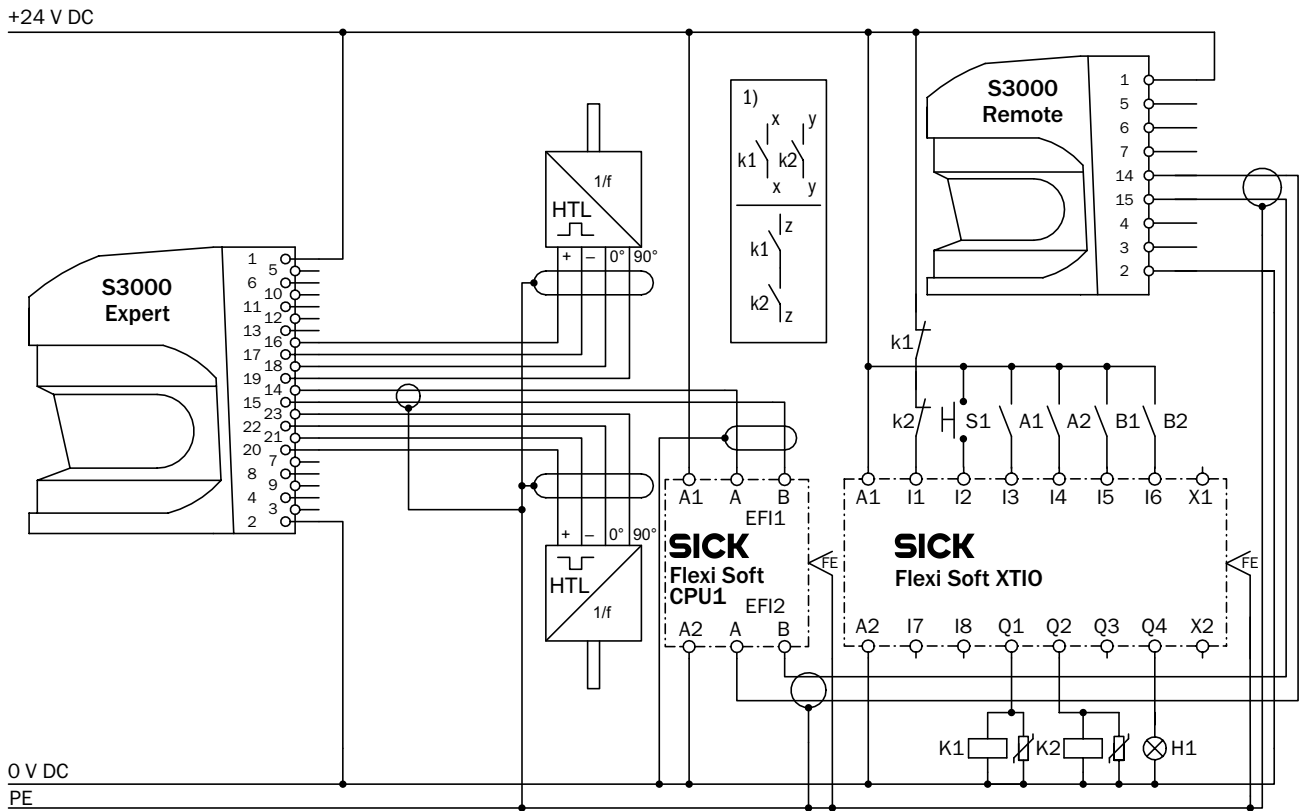 +24 V DC
S3000
Expert
1
5
6
10
11
12
13
16
17
18
19
14
15
23
22
21
20
7
8
9
4
3
2
1/f
HTL
+ – 0° 90°
+ – 0° 90°
HTL
1/f
1)
x y
k1 k2
x y
z
k1
k2
z
S3000
Remote
1
5
6
7
14
15
4
3
2
k1
k2 S1 A1 A2 B1 B2
A1 A B
EFI1
SICK
Flexi Soft
CPU1
EFI2
A2 A B
FE
A1 I1 I2 I3 I4 I5 I6 X1
SICK
Flexi Soft XTIO
FE
A2 I7 I8 Q1 Q2 Q3 Q4 X2
K1 K2 H1
0 V DC
PE